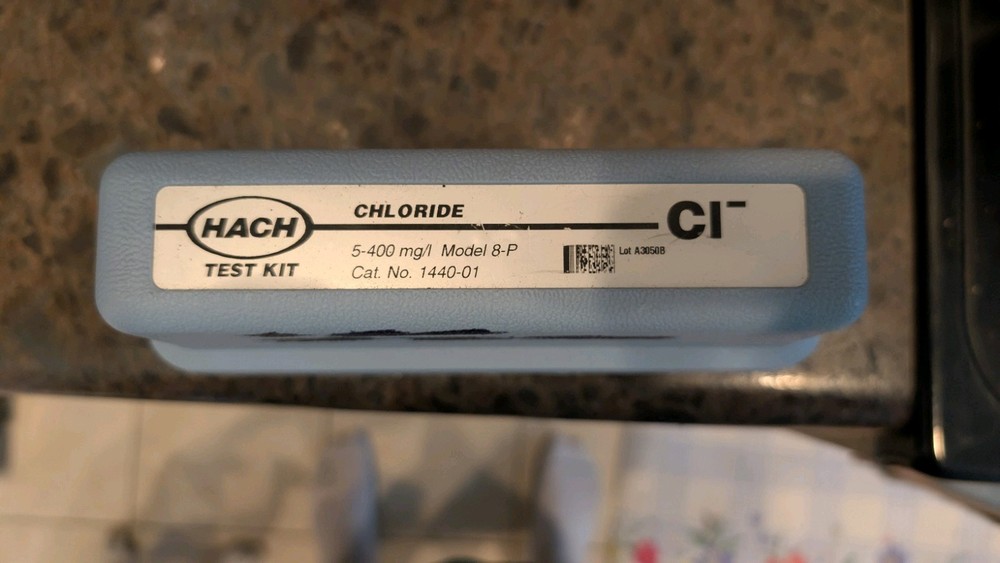 HACH
TEST KIT
CHLORIDE
5-400 mg/l Model 8-P
Cat. No. 1440-01
Lot A3058B
Cl⁻